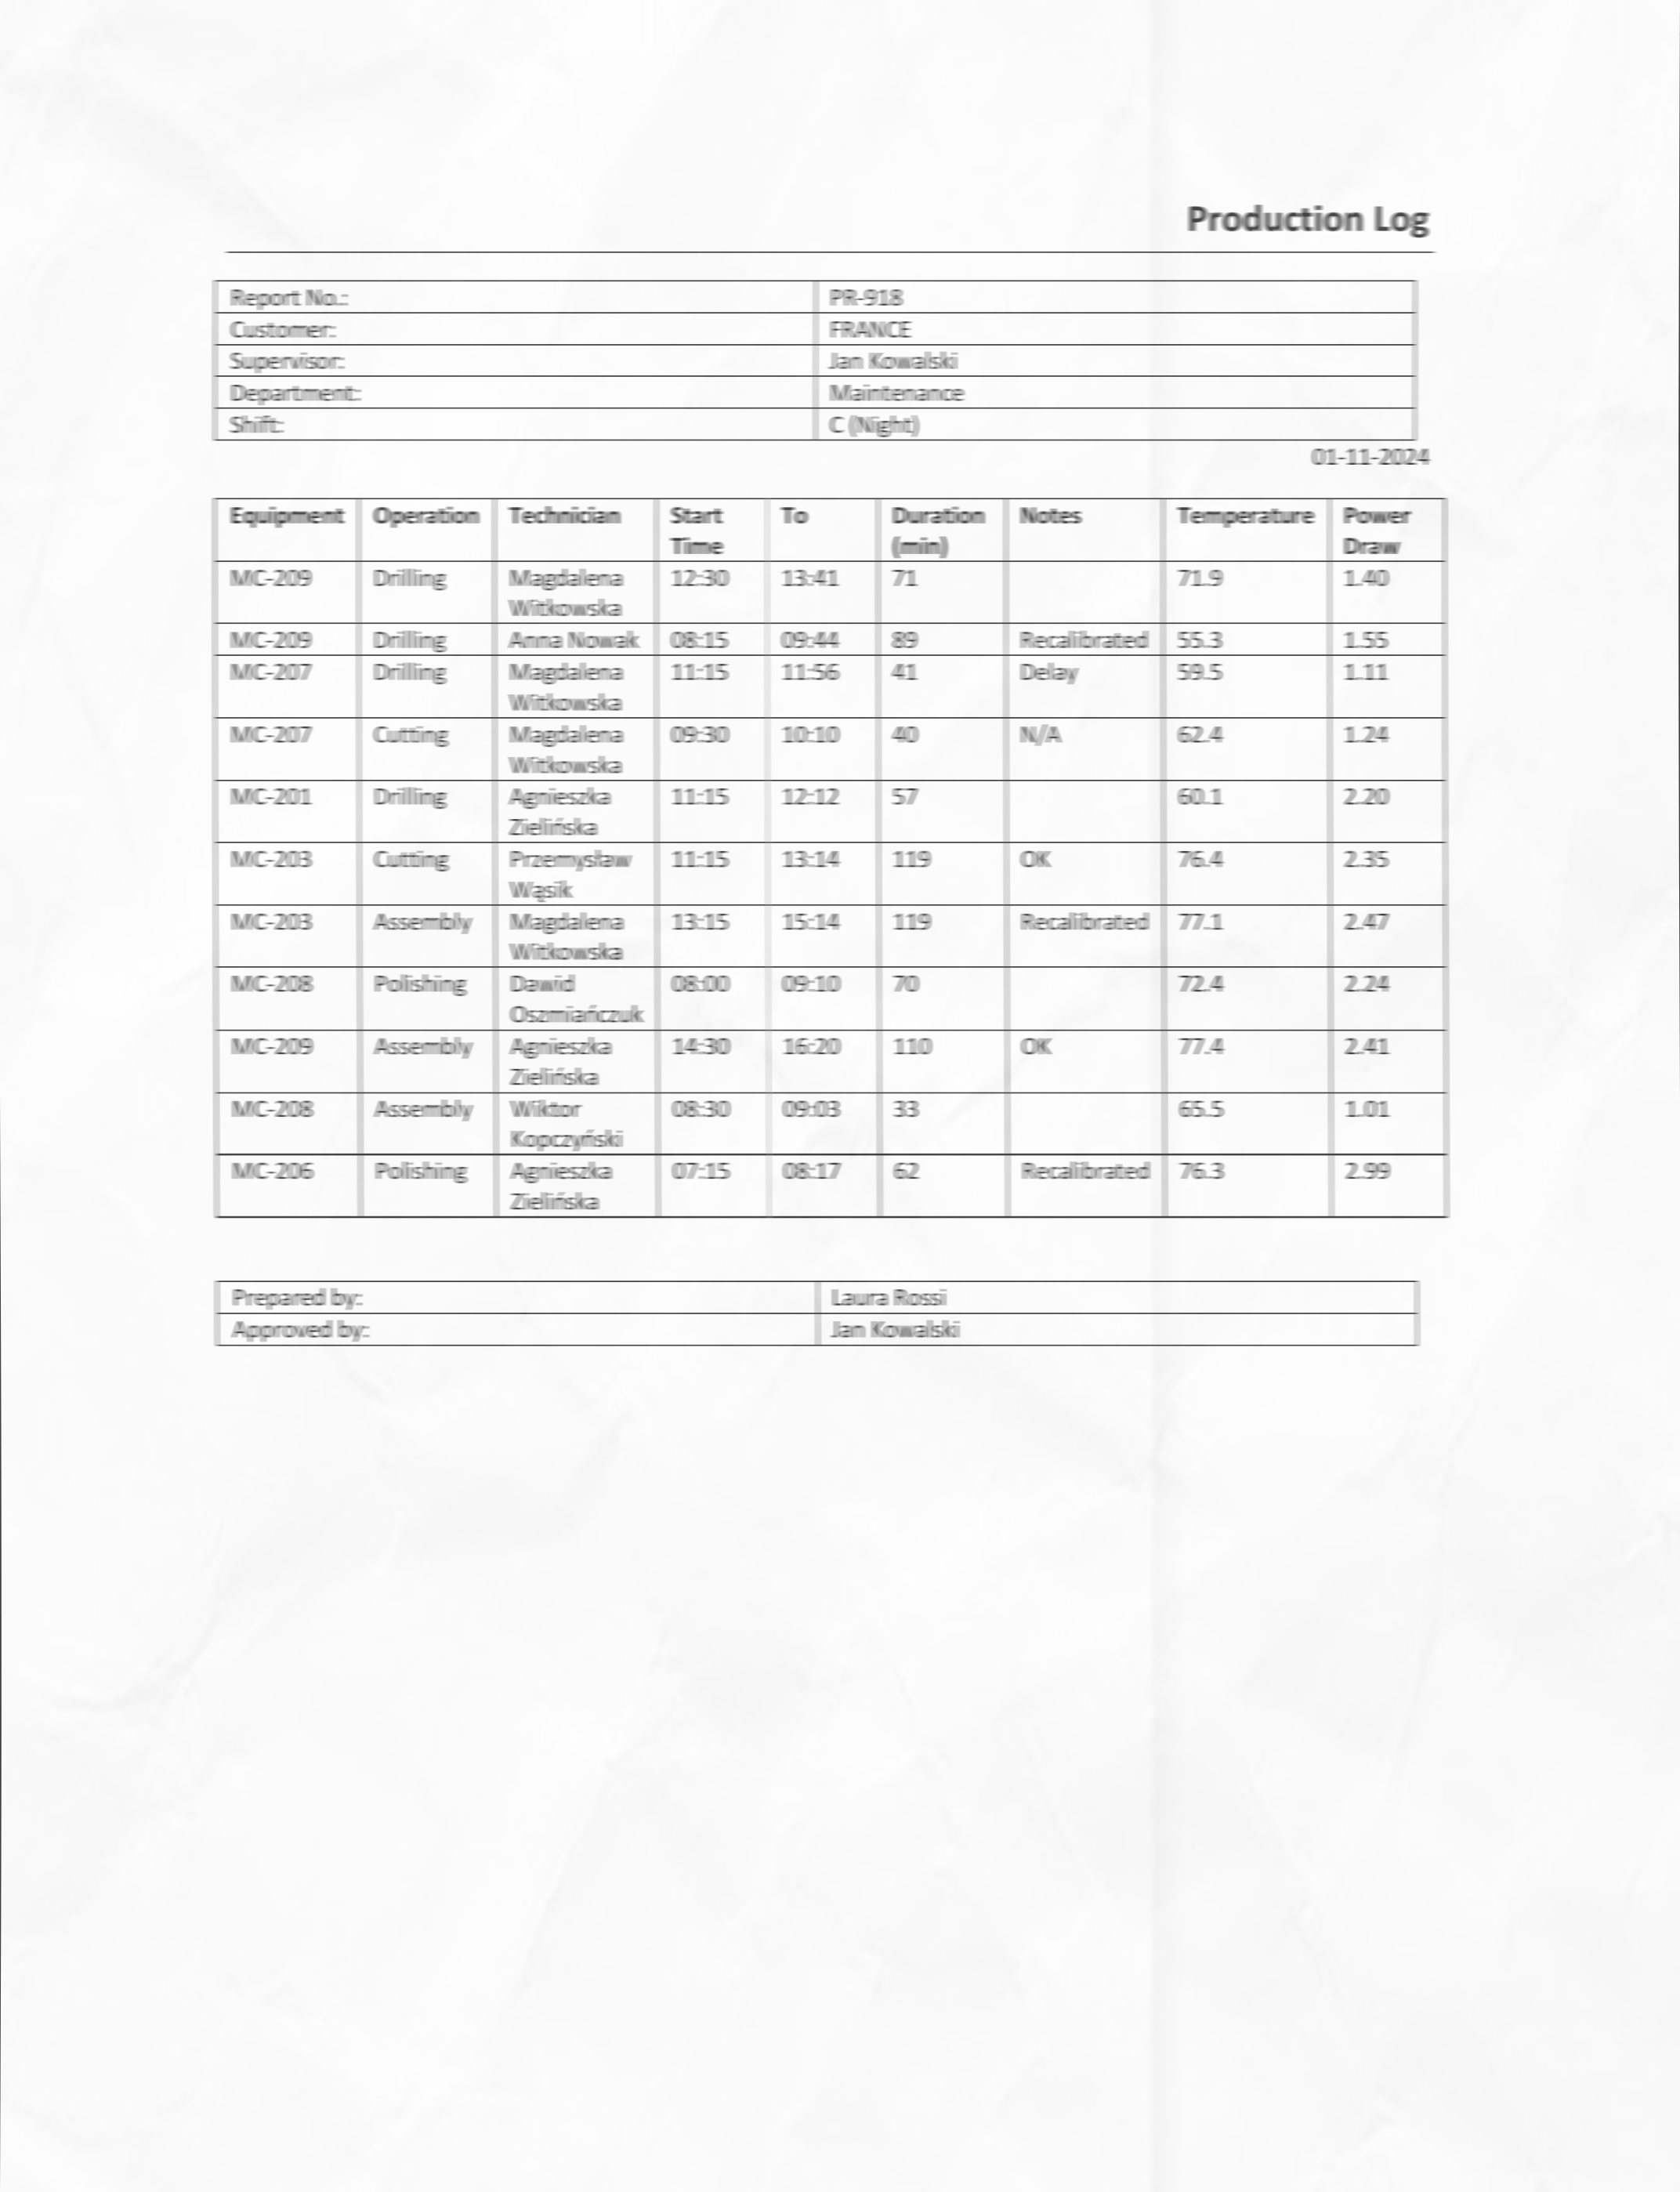 Production Log
Report No.: PR-918
Customer: FRANCE
Supervisor: Jan Kowalski
Department: Maintenance
Shift: C (Night)
01-11-2024
Equipment Operation Technician Start Time To Duration (min) Notes Temperature Power Draw
MC-209 Drilling Magdalena Witkowska 12:30 13:41 71 71.9 1.40
MC-209 Drilling Anna Nowak 08:15 09:44 89 Recalibrated 55.3 1.55
MC-207 Drilling Magdalena Witkowska 11:15 11:56 41 Delay 59.5 1.11
MC-207 Cutting Magdalena Witkowska 09:30 10:10 40 N/A 62.4 1.24
MC-201 Drilling Agnieszka Zielińska 11:15 12:12 57 60.1 2.20
MC-203 Cutting Przemysław Wąsik 11:15 13:14 119 OK 76.4 2.35
MC-203 Assembly Magdalena Witkowska 13:15 15:14 119 Recalibrated 77.1 2.47
MC-208 Polishing Dawid Oszmiańczuk 08:00 09:10 70 72.4 2.24
MC-209 Assembly Agnieszka Zielińska 14:30 16:20 110 OK 77.4 2.41
MC-208 Assembly Wiktor Kopczyński 08:30 09:03 33 65.5 1.01
MC-206 Polishing Agnieszka Zielińska 07:15 08:17 62 Recalibrated 76.3 2.99
Prepared by: Laura Rossi
Approved by: Jan Kowalski